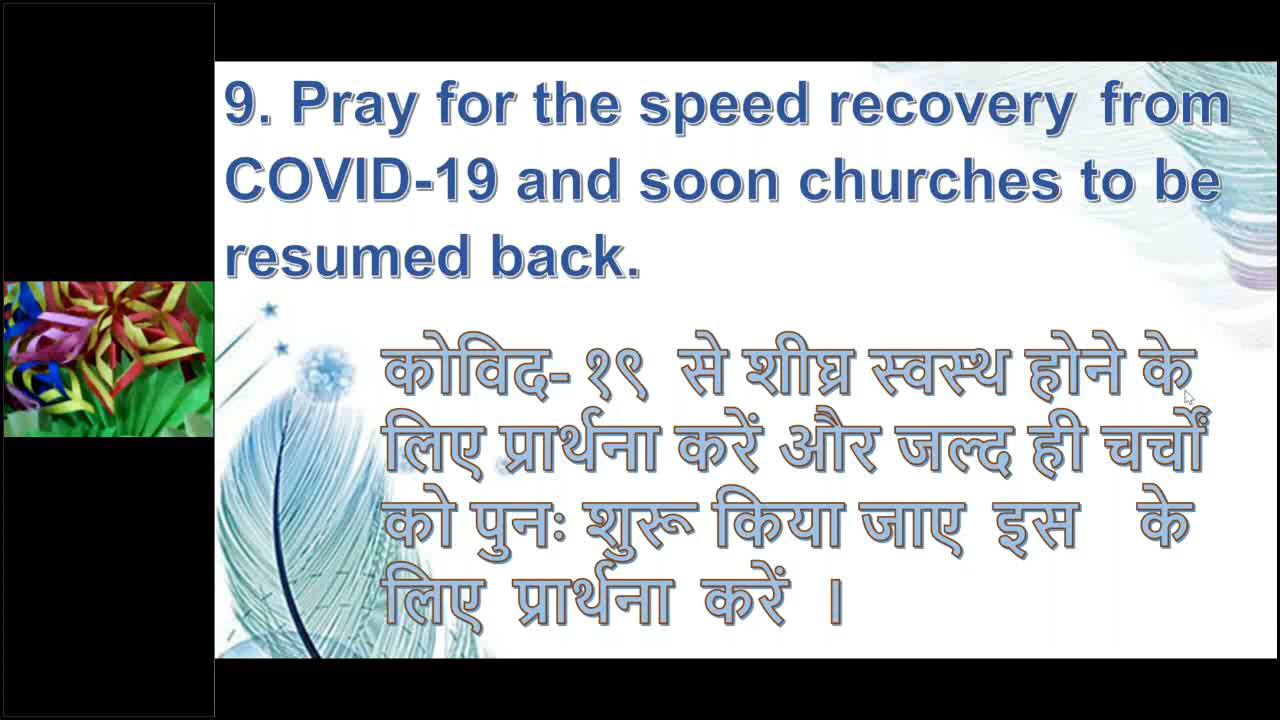 9. Pray for the speed recovery from
COVID-19 and soon churches to be
resumed back.
कोविद- १९ से शीघ्र स्वस्थ होने के
लिए प्रार्थना करें और जल्द ही चर्चों
को पुनः शुरू किया जाए इस के
लिए प्रार्थना करें ।